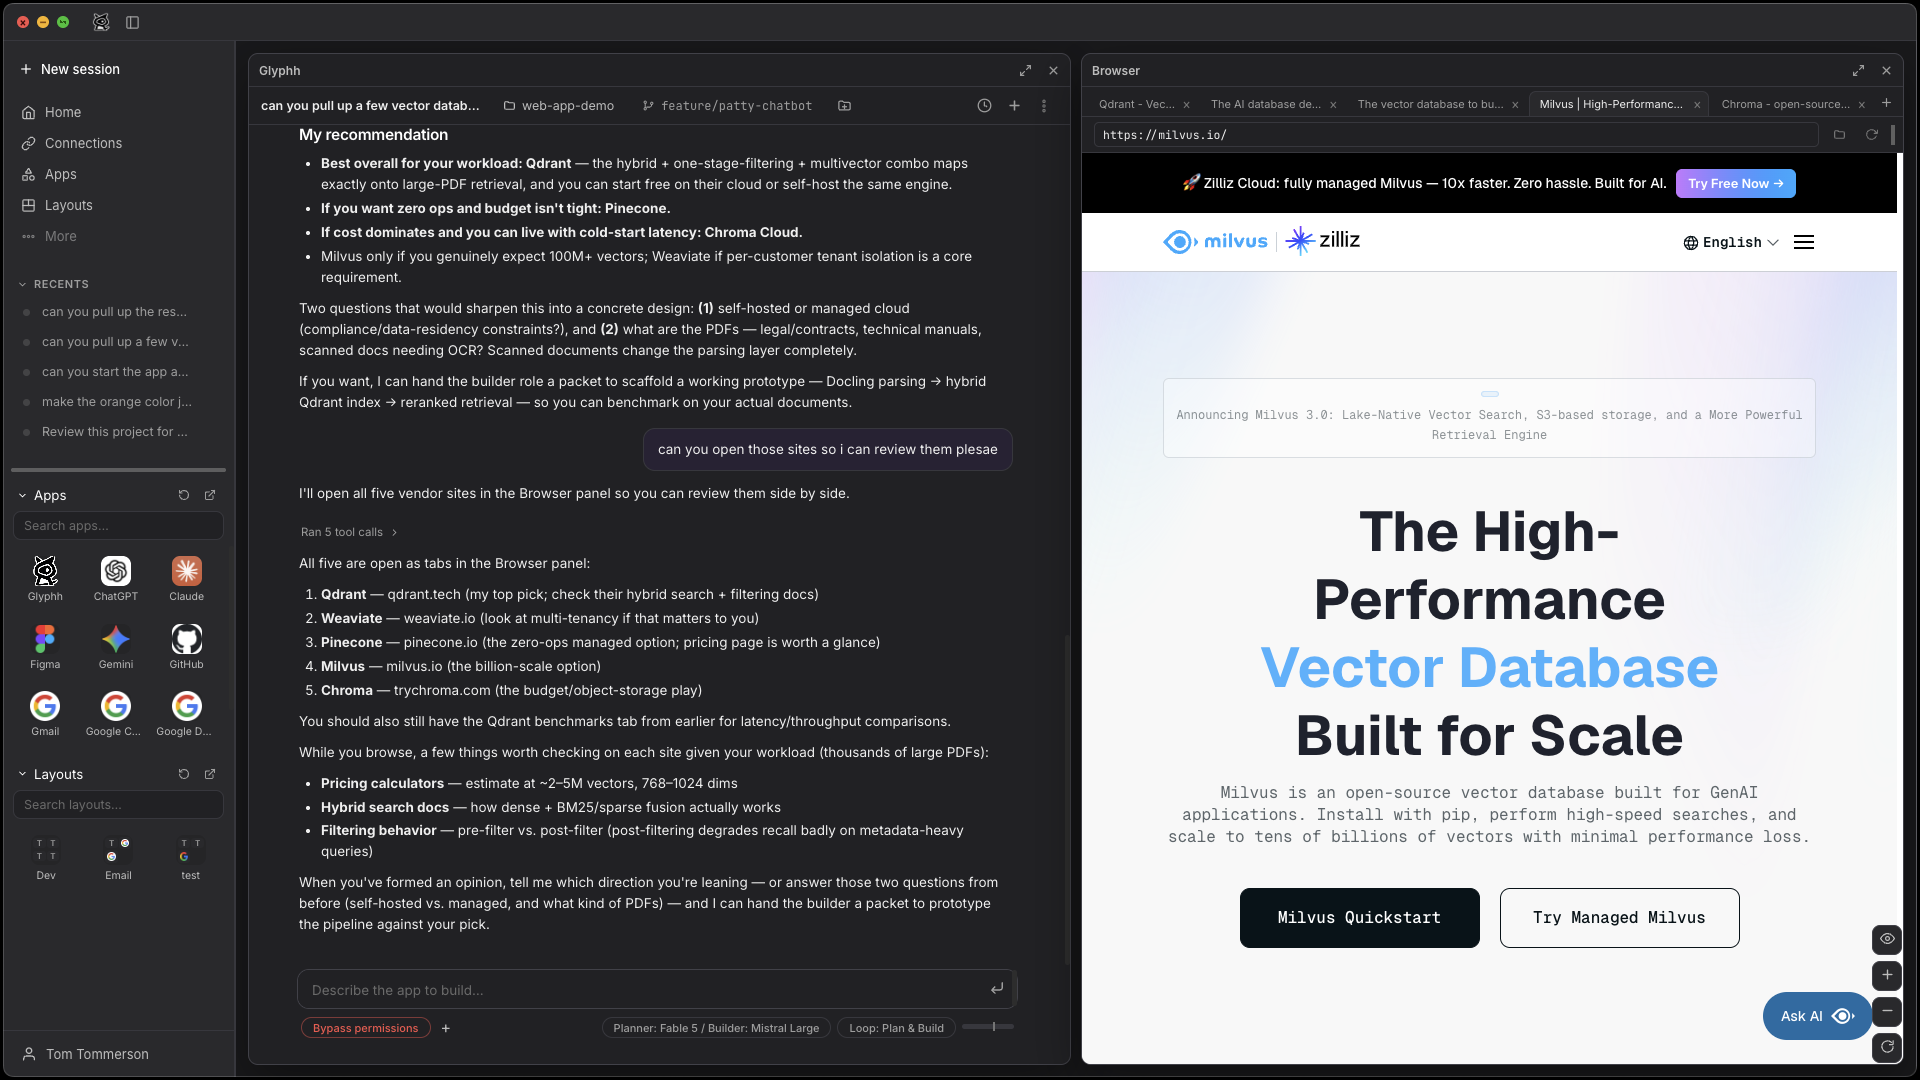 New session
Home
Connections
Apps
Layouts
More
RECENTS
can you pull up the res...
can you pull up a few v...
can you start the app a...
make the orange color j...
Review this project for ...
Apps
Search apps...
Glyphh
ChatGPT
Claude
Figma
Gemini
GitHub
Gmail
Google C...
Google D...
Layouts
Search layouts...
T T
T T
T
T T
Dev
Email
test
Tom Tommerson
Glyphh
can you pull up a few vector datab...
web-app-demo
feature/patty-chatbot
My recommendation
• Best overall for your workload: Qdrant — the hybrid + one-stage-filtering + multivector combo maps
exactly onto large-PDF retrieval, and you can start free on their cloud or self-host the same engine.
• If you want zero ops and budget isn't tight: Pinecone.
• If cost dominates and you can live with cold-start latency: Chroma Cloud.
• Milvus only if you genuinely expect 100M+ vectors; Weaviate if per-customer tenant isolation is a core
requirement.
Two questions that would sharpen this into a concrete design: (1) self-hosted or managed cloud
(compliance/data-residency constraints?), and (2) what are the PDFs — legal/contracts, technical manuals,
scanned docs needing OCR? Scanned documents change the parsing layer completely.
If you want, I can hand the builder role a packet to scaffold a working prototype — Docling parsing → hybrid
Qdrant index → reranked retrieval — so you can benchmark on your actual documents.
can you open those sites so i can review them plesae
I'll open all five vendor sites in the Browser panel so you can review them side by side.
Ran 5 tool calls >
All five are open as tabs in the Browser panel:
1. Qdrant — qdrant.tech (my top pick; check their hybrid search + filtering docs)
2. Weaviate — weaviate.io (look at multi-tenancy if that matters to you)
3. Pinecone — pinecone.io (the zero-ops managed option; pricing page is worth a glance)
4. Milvus — milvus.io (the billion-scale option)
5. Chroma — trychroma.com (the budget/object-storage play)
You should also still have the Qdrant benchmarks tab from earlier for latency/throughput comparisons.
While you browse, a few things worth checking on each site given your workload (thousands of large PDFs):
• Pricing calculators — estimate at ~2–5M vectors, 768–1024 dims
• Hybrid search docs — how dense + BM25/sparse fusion actually works
• Filtering behavior — pre-filter vs. post-filter (post-filtering degrades recall badly on metadata-heavy
queries)
When you've formed an opinion, tell me which direction you're leaning — or answer those two questions from
before (self-hosted vs. managed, and what kind of PDFs) — and I can hand the builder a packet to prototype
the pipeline against your pick.
Describe the app to build...
Bypass permissions
+
Planner: Fable 5 / Builder: Mistral Large
Loop: Plan & Build
Browser
Qdrant - Vec...
The AI database de...
The vector database to bu...
Milvus | High-Performanc...
Chroma - open-source...
https://milvus.io/
🚀 Zilliz Cloud: fully managed Milvus — 10x faster. Zero hassle. Built for AI.
Try Free Now →
milvus
zilliz
English
Announcing Milvus 3.0: Lake-Native Vector Search, S3-based storage, and a More Powerful
Retrieval Engine
The High-
Performance
Vector Database
Built for Scale
Milvus is an open-source vector database built for GenAI
applications. Install with pip, perform high-speed searches, and
scale to tens of billions of vectors with minimal performance loss.
Milvus Quickstart
Try Managed Milvus
Ask AI